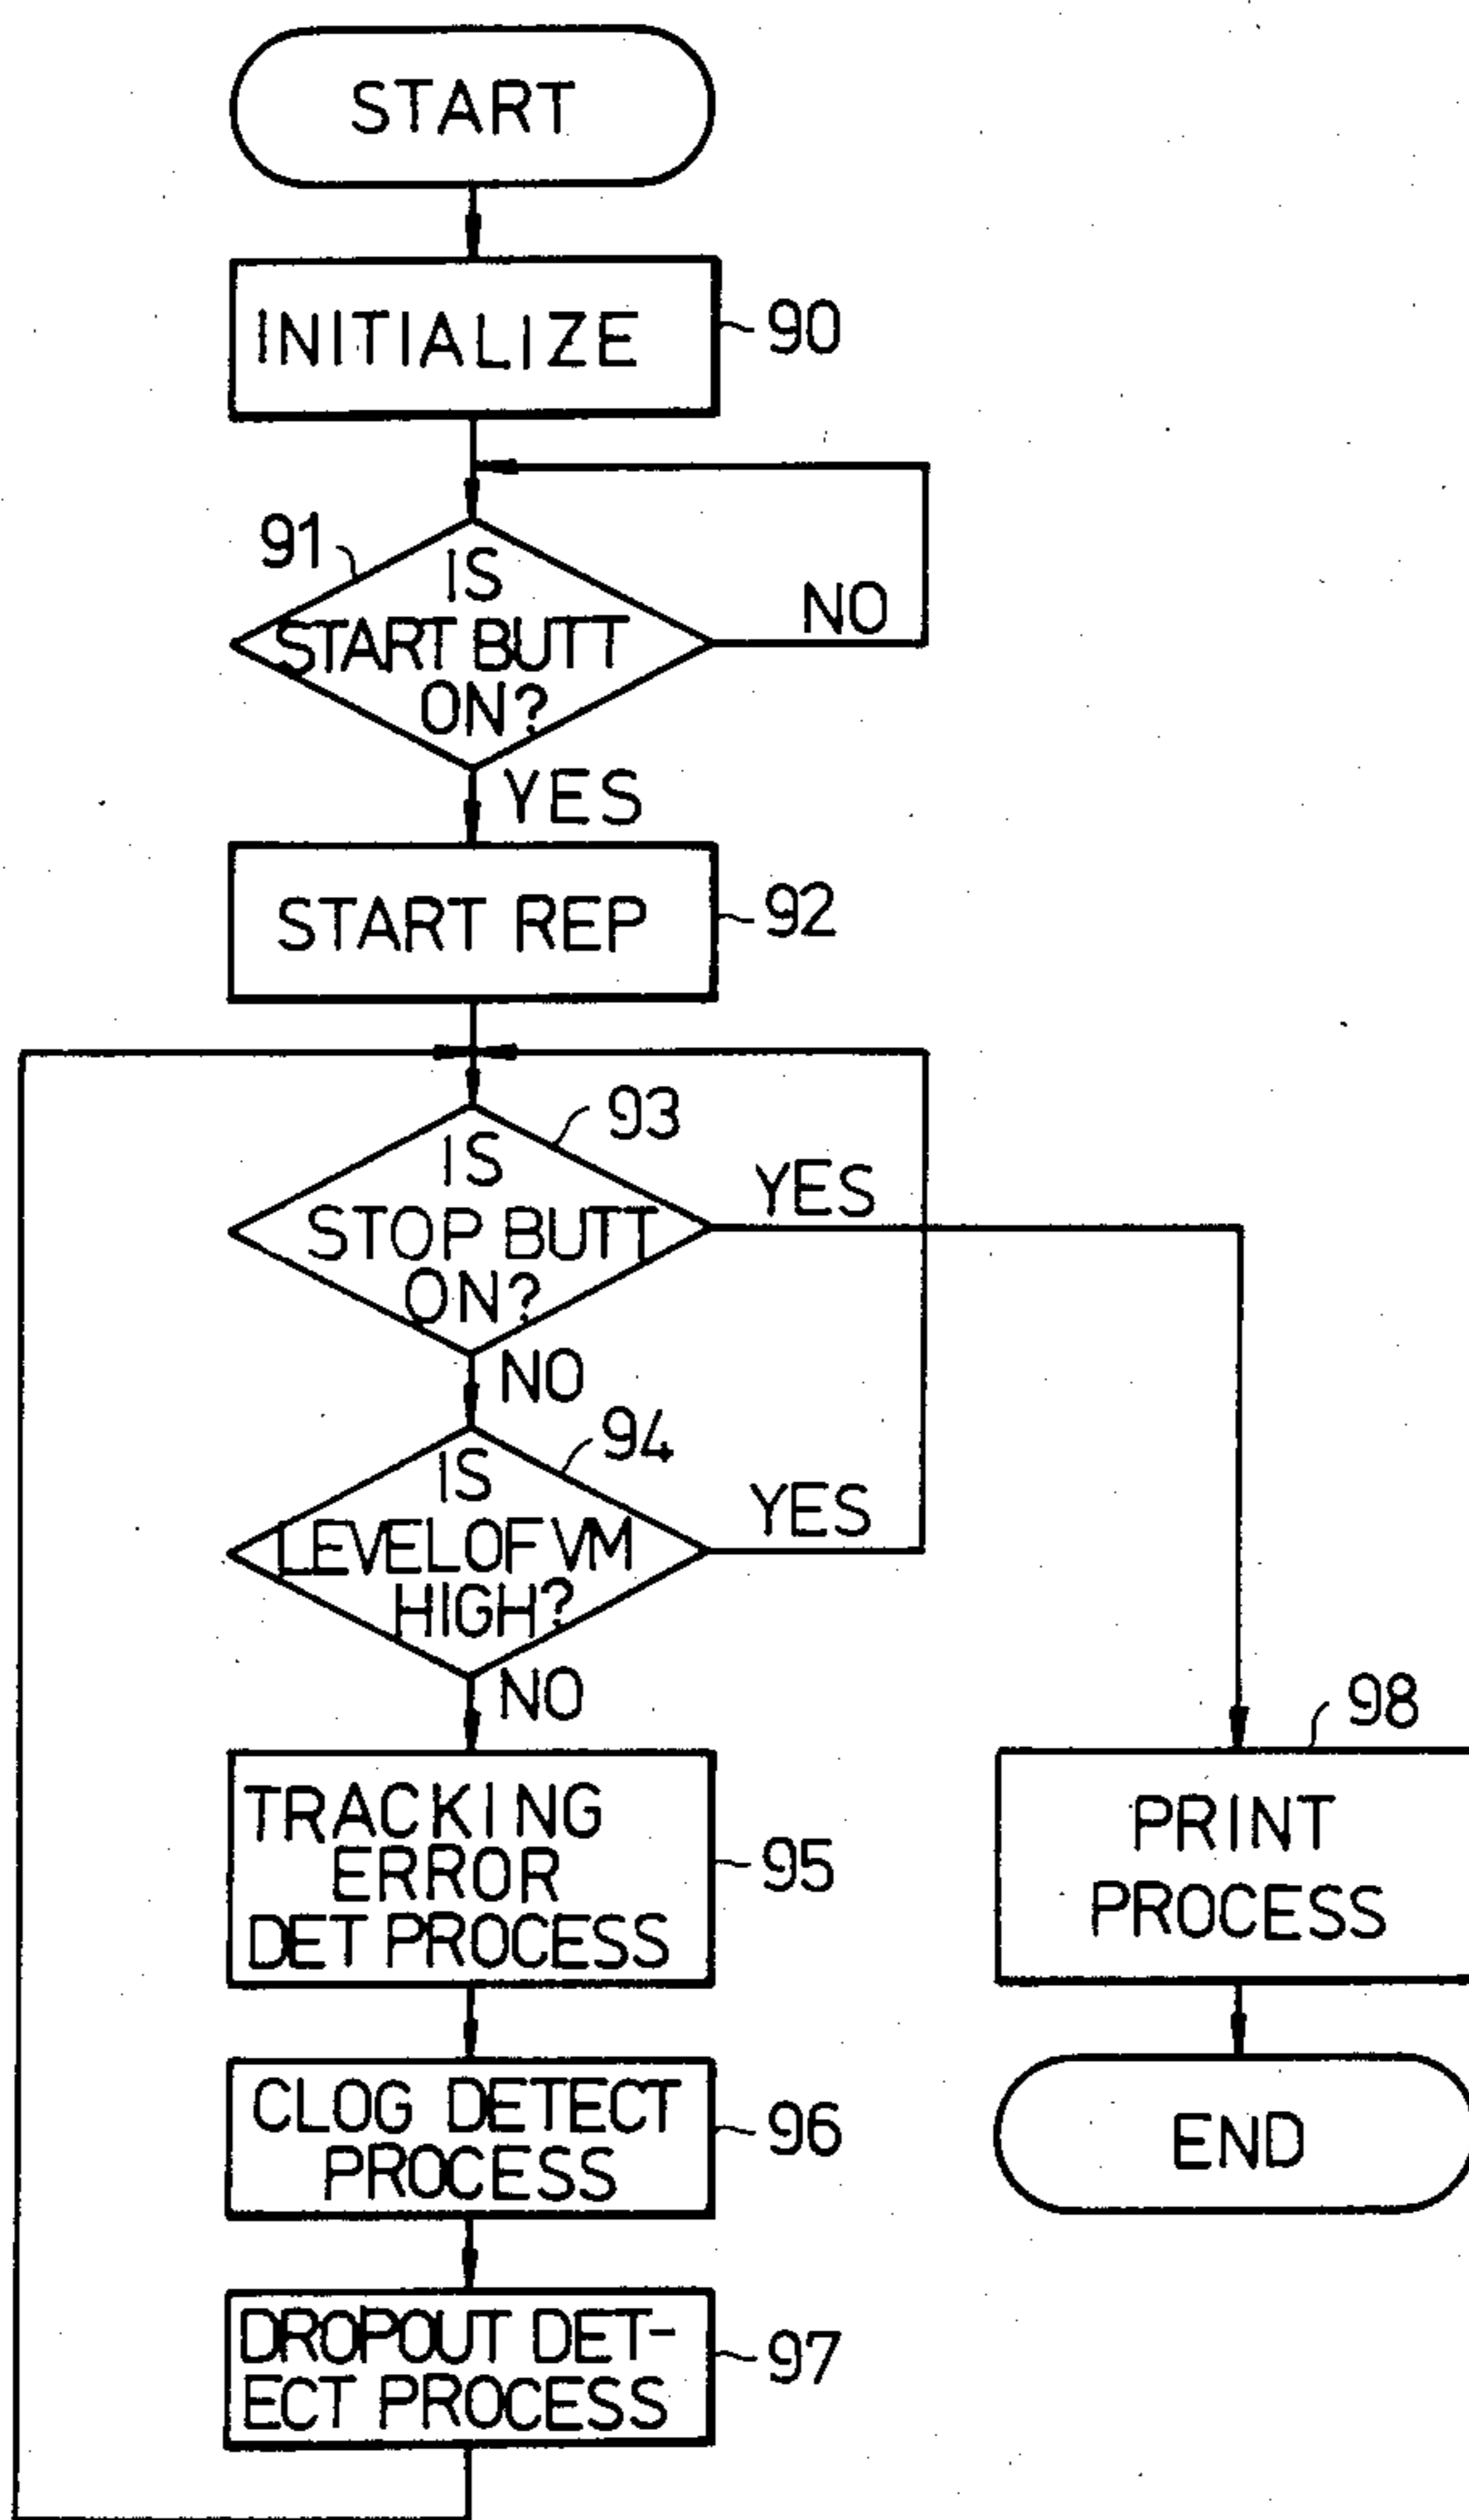 START
INITIALIZE
90
91
IS
START BUTT
ON?
NO
YES
START REP
92
93
IS
STOP BUTT
ON?
YES
NO
94
IS
LEVEL OF VM
HIGH?
YES
NO
TRACKING
ERROR
DET PROCESS
95
98
PRINT
PROCESS
CLOG DETECT
PROCESS
96
END
DROPOUT DET-
ECT PROCESS
97